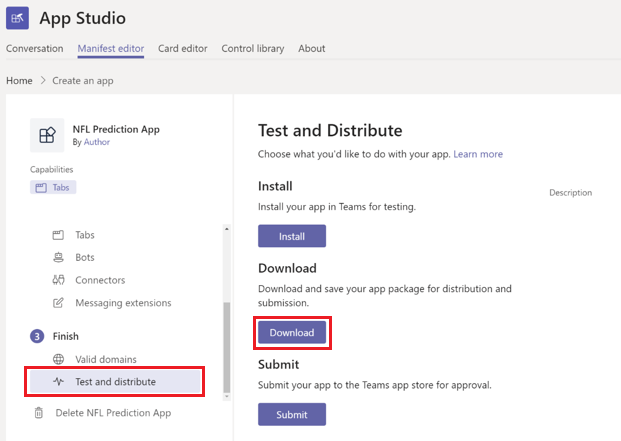 App Studio
Conversation Manifest editor Card editor Control library About
Home > Create an app
NFL Prediction App
By Author
Capabilities
Tabs
Tabs
Bots
Connectors
Messaging extensions
3 Finish
Valid domains
Test and distribute
Delete NFL Prediction App
Test and Distribute
Choose what you'd like to do with your app. Learn more
Install
Description
Install your app in Teams for testing.
Install
Download
Download and save your app package for distribution and
submission.
Download
Submit
Submit your app to the Teams app store for approval.
Submit